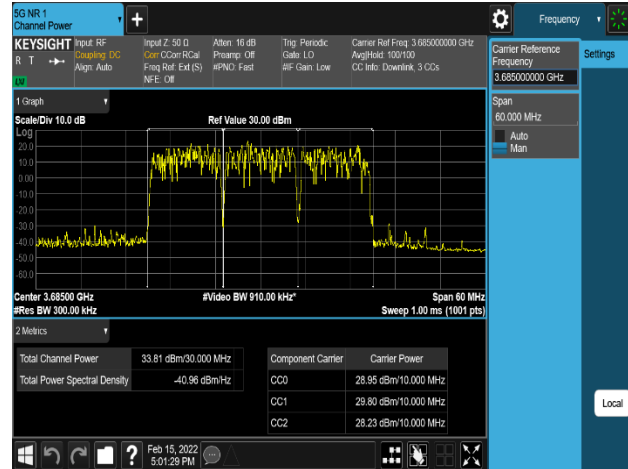 5G NR 1
Channel Power
+
Frequency
KEYSIGHT
R T
LNI
Input: RF
Coupling: DC
Align: Auto
Input Z: 50 Ω
Corr CCorr RCal
Freq Ref: Ext (S)
NFE: Off
Atten: 16 dB
Preamp: Off
#PNO: Fast
Trig: Periodic
Gate: LO
#IF Gain: Low
Carrier Ref Freq: 3.685000000 GHz
Avg|Hold: 100/100
CC Info: Downlink, 3 CCs
Carrier Reference
Frequency
3.685000000 GHz
Settings
Span
60.000 MHz
Auto
Man
1 Graph
Scale/Div 10.0 dB
Ref Value 30.00 dBm
Log
20.0
10.0
0.00
-10.0
-20.0
-30.0
-40.0
-50.0
-60.0
Center 3.68500 GHz
#Video BW 910.00 kHz*
Span 60 MHz
#Res BW 300.00 kHz
Sweep 1.00 ms (1001 pts)
2 Metrics
Total Channel Power 33.81 dBm/30.000 MHz
Total Power Spectral Density -40.96 dBm/Hz
Component Carrier Carrier Power
CC0 28.95 dBm/10.000 MHz
CC1 29.80 dBm/10.000 MHz
CC2 28.23 dBm/10.000 MHz
Local
?
Feb 15, 2022
5:01:29 PM